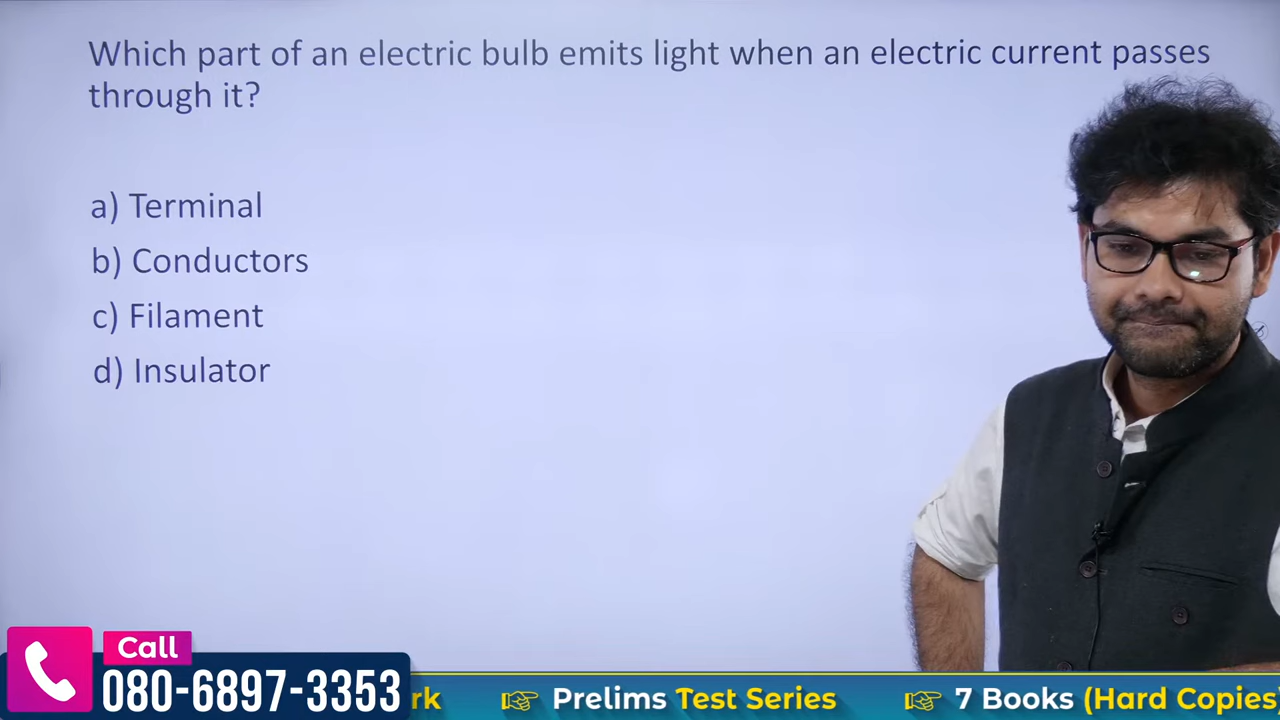 Which part of an electric bulb emits light when an electric current passes
through it?
a) Terminal
b) Conductors
c) Filament
d) Insulator
Call
080-6897-3353
rk
Prelims Test Series
7 Books (Hard Copies)